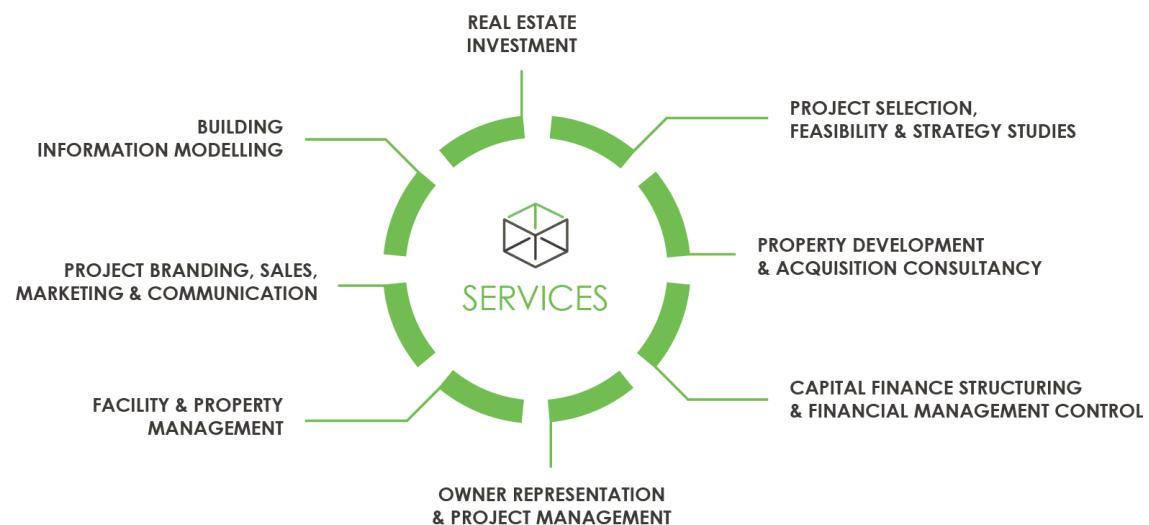 REAL ESTATE
INVESTMENT
PROJECT SELECTION,
FEASIBILITY & STRATEGY STUDIES
PROPERTY DEVELOPMENT
& ACQUISITION CONSULTANCY
CAPITAL FINANCE STRUCTURING
& FINANCIAL MANAGEMENT CONTROL
OWNER REPRESENTATION
& PROJECT MANAGEMENT
FACILITY & PROPERTY
MANAGEMENT
PROJECT BRANDING, SALES,
MARKETING & COMMUNICATION
BUILDING
INFORMATION MODELLING
SERVICES